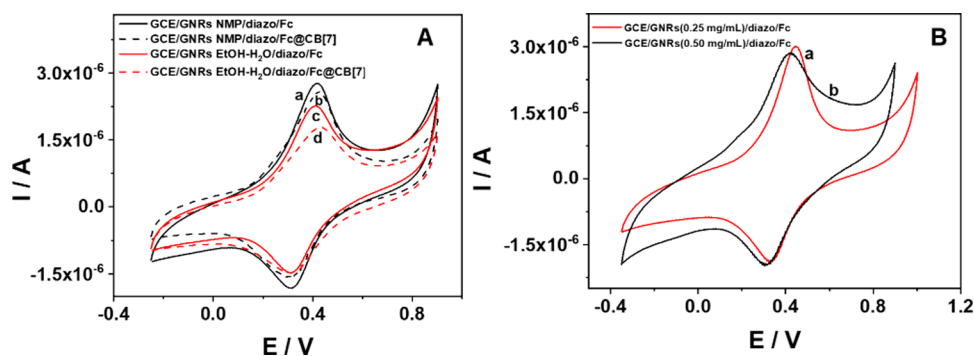 GCE/GNRs NMP/diazo/Fc
GCE/GNRs NMP/diazo/Fc@CB[7]
GCE/GNRs EtOH-H₂O/diazo/Fc
GCE/GNRs EtOH-H₂O/diazo/Fc@CB[7]
A
3.0x10⁻⁶
1.5x10⁻⁶
0.0
-1.5x10⁻⁶
I / A
a
b
c
d
-0.4
0.0
0.4
0.8
E / V
GCE/GNRs(0.25 mg/mL)/diazo/Fc
GCE/GNRs(0.50 mg/mL)/diazo/Fc
B
3.0x10⁻⁶
1.5x10⁻⁶
0.0
-1.5x10⁻⁶
I / A
a
b
-0.4
0.0
0.4
0.8
1.2
E / V